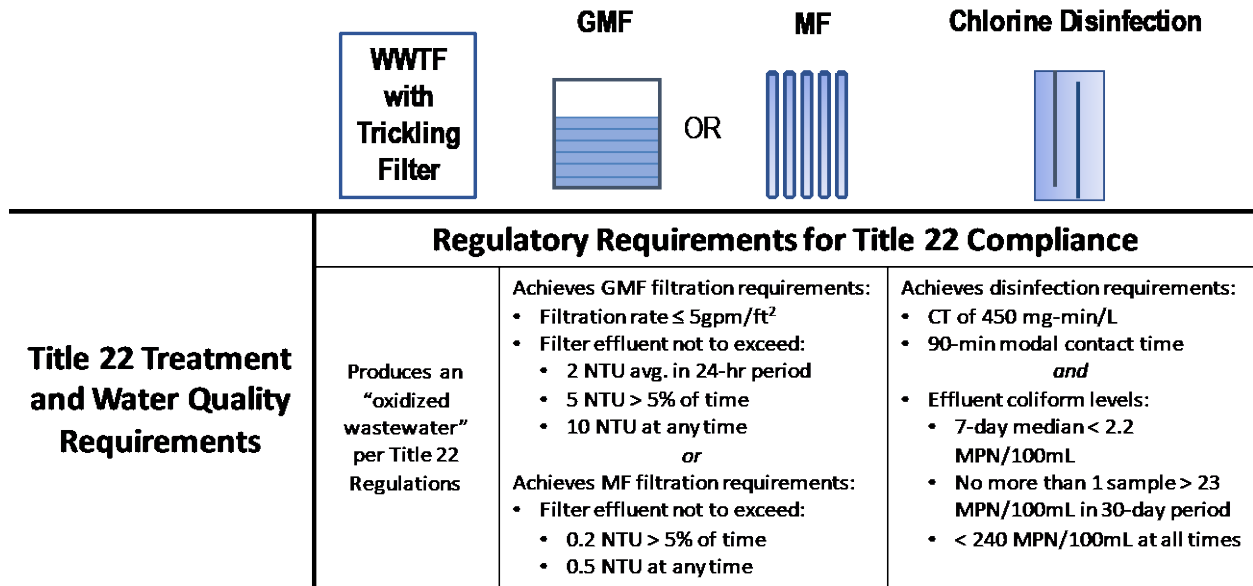 GMF
MF
Chlorine Disinfection
WWTF
with
Trickling
Filter
OR
Regulatory Requirements for Title 22 Compliance
Title 22 Treatment
and Water Quality
Requirements
Produces an
“oxidized
wastewater”
per Title 22
Regulations
Achieves GMF filtration requirements:
• Filtration rate ≤ 5gpm/ft²
• Filter effluent not to exceed:
• 2 NTU avg. in 24-hr period
• 5 NTU > 5% of time
• 10 NTU at any time
or
Achieves MF filtration requirements:
• Filter effluent not to exceed:
• 0.2 NTU > 5% of time
• 0.5 NTU at any time
Achieves disinfection requirements:
• CT of 450 mg-min/L
• 90-min modal contact time
and
• Effluent coliform levels:
• 7-day median < 2.2
MPN/100mL
• No more than 1 sample > 23
MPN/100mL in 30-day period
• < 240 MPN/100mL at all times